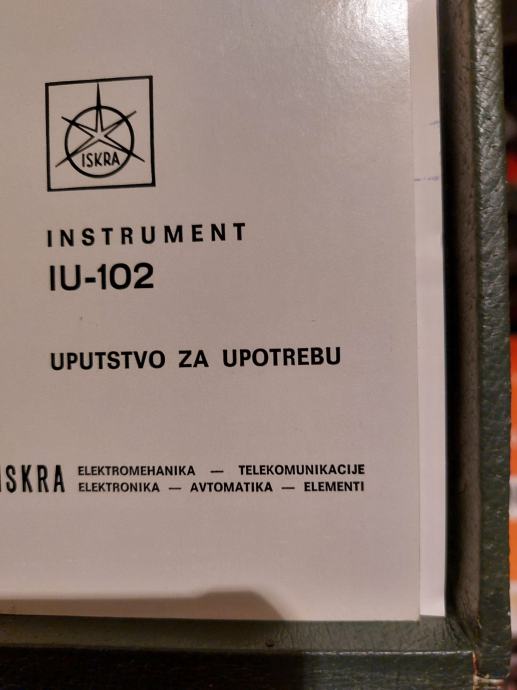 ISKRA
INSTRUMENT
IU-102
UPUTSTVO ZA UPOTREBU
ISKRA ELEKTROMEHANIKA — TELEKOMUNIKACIJE
ELEKTRONIKA — AVTOMATIKA — ELEMENTI